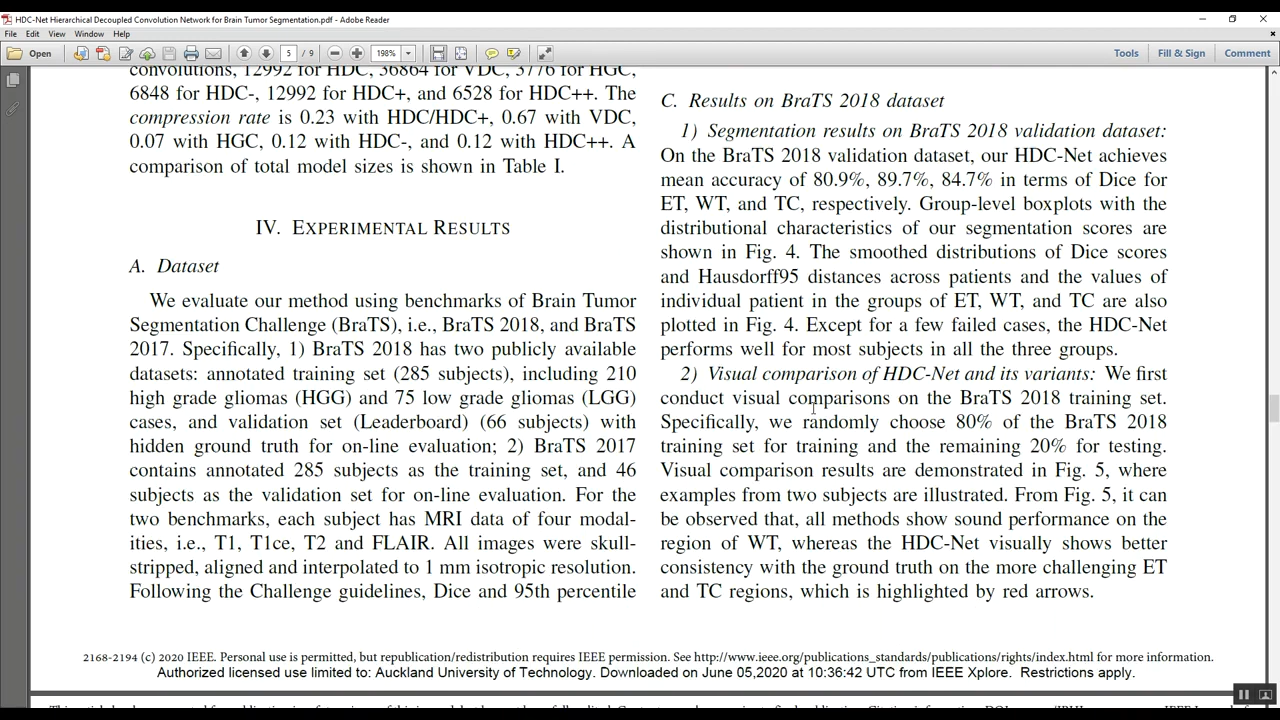 HDC-Net Hierarchical Decoupled Convolution Network for Brain Tumor Segmentation.pdf - Adobe Reader
File Edit View Window Help
Open
5 / 9
198%
Tools Fill & Sign Comment
convolutions, 12992 for HDC, 36864 for VDC, 3776 for HGC,
6848 for HDC-, 12992 for HDC+, and 6528 for HDC++. The
compression rate is 0.23 with HDC/HDC+, 0.67 with VDC,
0.07 with HGC, 0.12 with HDC-, and 0.12 with HDC++. A
comparison of total model sizes is shown in Table I.
IV. EXPERIMENTAL RESULTS
A. Dataset
We evaluate our method using benchmarks of Brain Tumor
Segmentation Challenge (BraTS), i.e., BraTS 2018, and BraTS
2017. Specifically, 1) BraTS 2018 has two publicly available
datasets: annotated training set (285 subjects), including 210
high grade gliomas (HGG) and 75 low grade gliomas (LGG)
cases, and validation set (Leaderboard) (66 subjects) with
hidden ground truth for on-line evaluation; 2) BraTS 2017
contains annotated 285 subjects as the training set, and 46
subjects as the validation set for on-line evaluation. For the
two benchmarks, each subject has MRI data of four modal-
ities, i.e., T1, T1ce, T2 and FLAIR. All images were skull-
stripped, aligned and interpolated to 1 mm isotropic resolution.
Following the Challenge guidelines, Dice and 95th percentile
C. Results on BraTS 2018 dataset
1) Segmentation results on BraTS 2018 validation dataset:
On the BraTS 2018 validation dataset, our HDC-Net achieves
mean accuracy of 80.9%, 89.7%, 84.7% in terms of Dice for
ET, WT, and TC, respectively. Group-level boxplots with the
distributional characteristics of our segmentation scores are
shown in Fig. 4. The smoothed distributions of Dice scores
and Hausdorff95 distances across patients and the values of
individual patient in the groups of ET, WT, and TC are also
plotted in Fig. 4. Except for a few failed cases, the HDC-Net
performs well for most subjects in all the three groups.
2) Visual comparison of HDC-Net and its variants: We first
conduct visual comparisons on the BraTS 2018 training set.
Specifically, we randomly choose 80% of the BraTS 2018
training set for training and the remaining 20% for testing.
Visual comparison results are demonstrated in Fig. 5, where
examples from two subjects are illustrated. From Fig. 5, it can
be observed that, all methods show sound performance on the
region of WT, whereas the HDC-Net visually shows better
consistency with the ground truth on the more challenging ET
and TC regions, which is highlighted by red arrows.
2168-2194 (c) 2020 IEEE. Personal use is permitted, but republication/redistribution requires IEEE permission. See http://www.ieee.org/publications_standards/publications/rights/index.html for more information.
Authorized licensed use limited to: Auckland University of Technology. Downloaded on June 05,2020 at 10:36:42 UTC from IEEE Xplore. Restrictions apply.